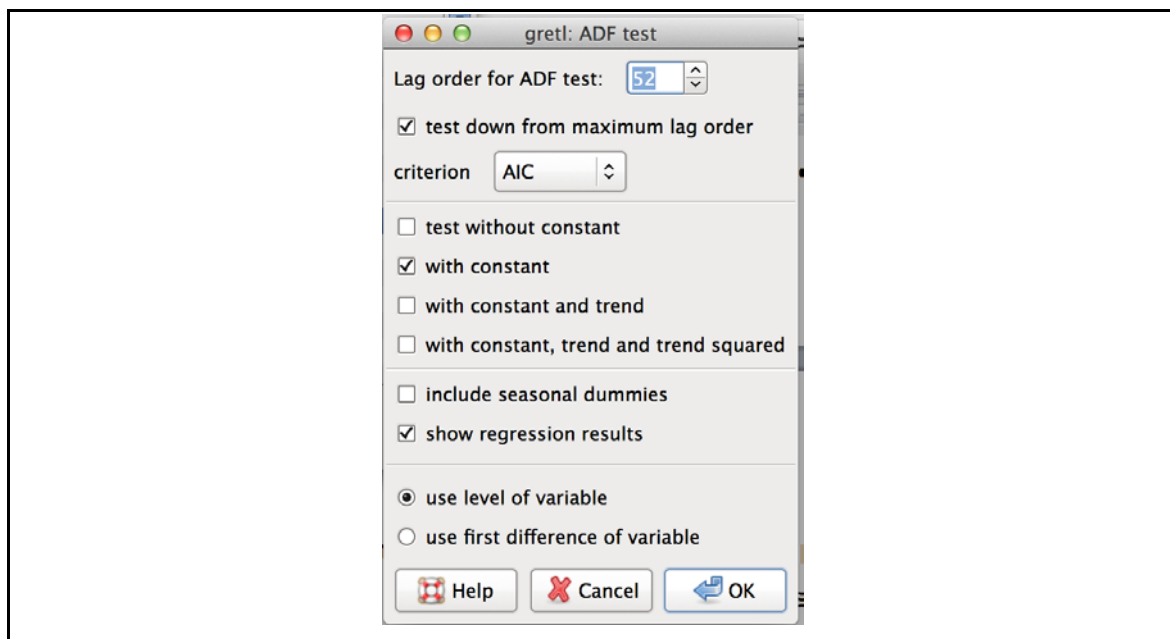 gretl: ADF test
Lag order for ADF test: 52
test down from maximum lag order
criterion AIC
test without constant
with constant
with constant and trend
with constant, trend and trend squared
include seasonal dummies
show regression results
use level of variable
use first difference of variable
Help Cancel OK